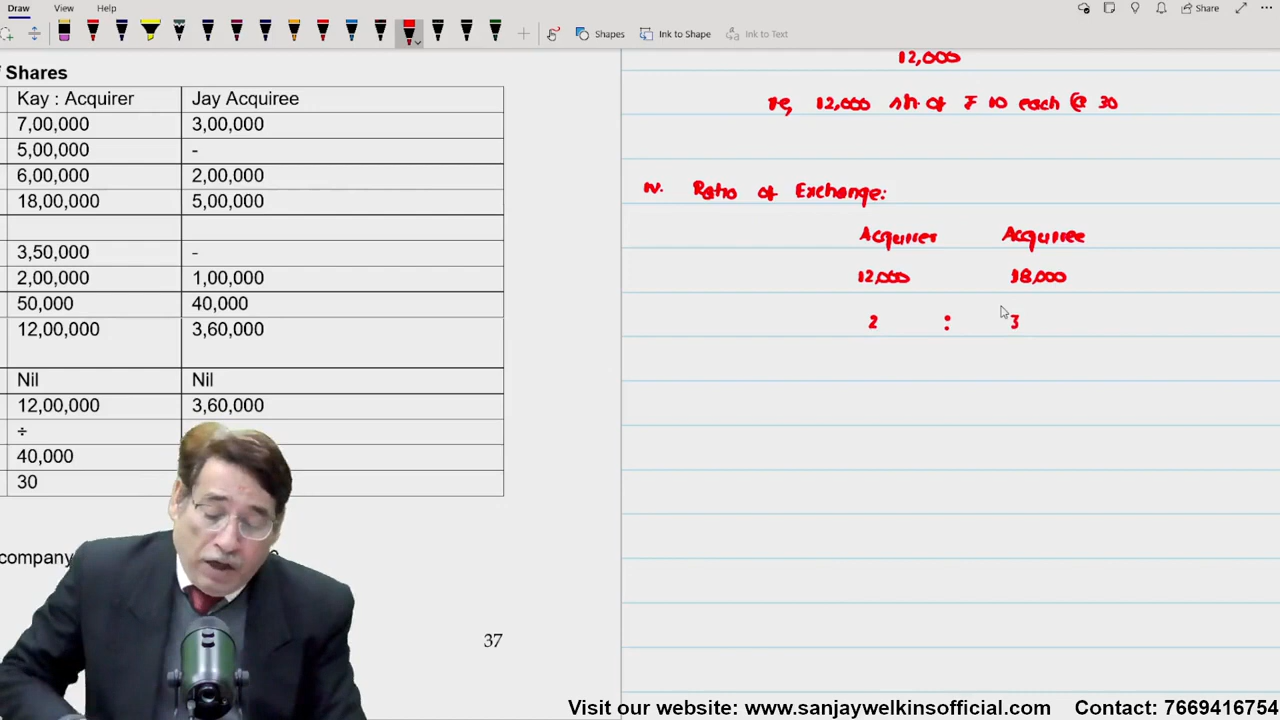 Draw View Help
Share
Shapes Ink to Shape Ink to Text
f Shares
Kay : Acquirer Jay Acquiree
7,00,000 3,00,000
5,00,000 -
6,00,000 2,00,000
18,00,000 5,00,000
3,50,000 -
2,00,000 1,00,000
50,000 40,000
12,00,000 3,60,000
Nil Nil
12,00,000 3,60,000
÷
40,000
30
company
37
12,000
ie, 12,000 sh. of ₹ 10 each @ 30
iv. Ratio of Exchange:
Acquirer Acquiree
12,000 18,000
2 : 3
Visit our website: www.sanjaywelkinsofficial.com Contact: 7669416754